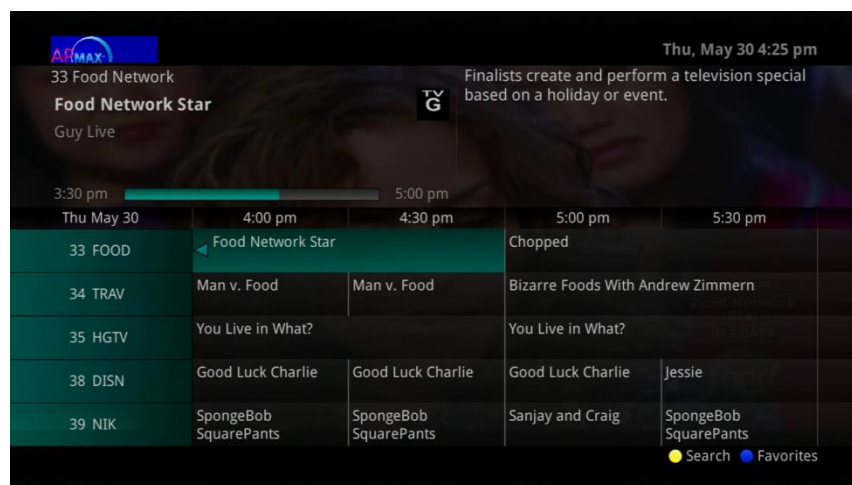 ARMAX
Thu, May 30 4:25 pm
33 Food Network
Food Network Star
Guy Live
TV
G
Finalists create and perform a television special
based on a holiday or event.
3:30 pm 5:00 pm
Thu May 30 4:00 pm 4:30 pm 5:00 pm 5:30 pm
33 FOOD Food Network Star Chopped
34 TRAV Man v. Food Man v. Food Bizarre Foods With Andrew Zimmern
35 HGTV You Live in What? You Live in What?
38 DISN Good Luck Charlie Good Luck Charlie Good Luck Charlie Jessie
39 NIK SpongeBob SpongeBob Sanjay and Craig SpongeBob
SquarePants SquarePants SquarePants
Search Favorites